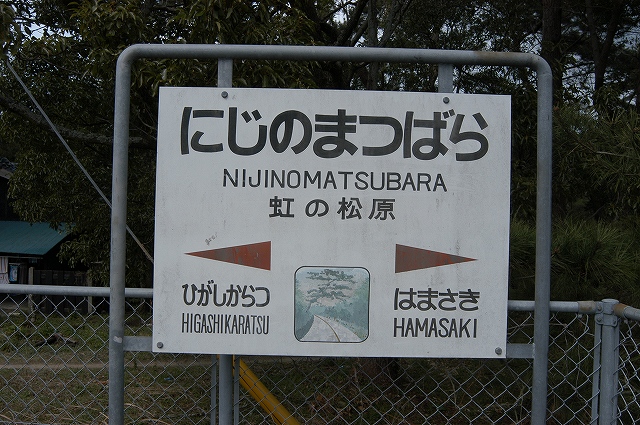 にじのまつばら
NIJINOMATSUBARA
虹の松原
ひがしからつ
HIGASHIKARATSU
はまさき
HAMASAKI